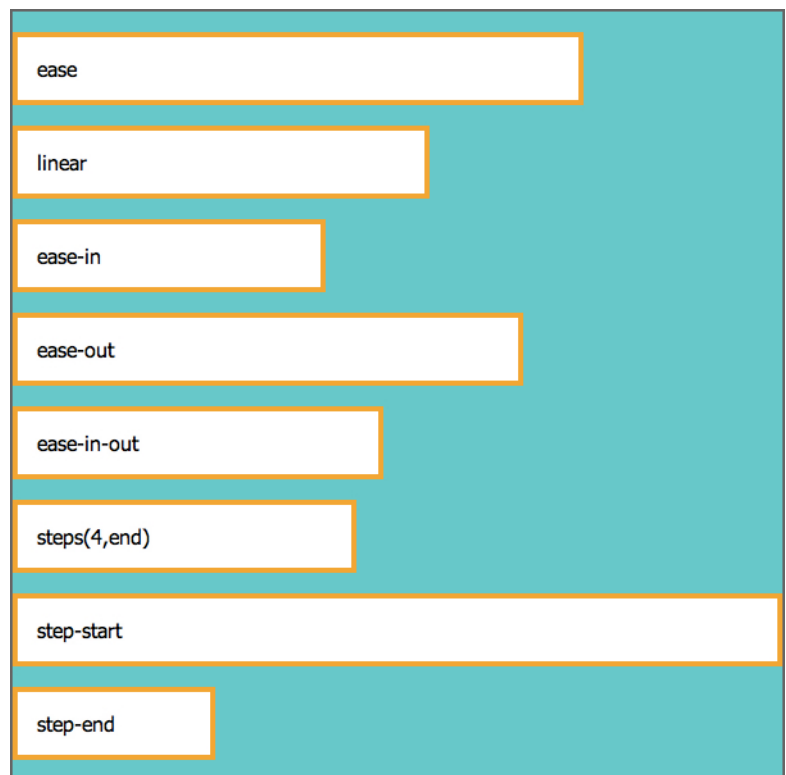 ease
linear
ease-in
ease-out
ease-in-out
steps(4,end)
step-start
step-end